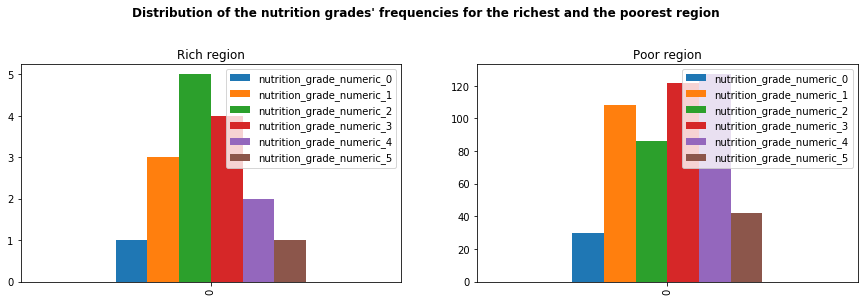 Distribution of the nutrition grades' frequencies for the richest and the poorest region
Rich region
5
4
3
2
1
0
nutrition_grade_numeric_0
nutrition_grade_numeric_1
nutrition_grade_numeric_2
nutrition_grade_numeric_3
nutrition_grade_numeric_4
nutrition_grade_numeric_5
0
Poor region
120
100
80
60
40
20
0
nutrition_grade_numeric_0
nutrition_grade_numeric_1
nutrition_grade_numeric_2
nutrition_grade_numeric_3
nutrition_grade_numeric_4
nutrition_grade_numeric_5
0